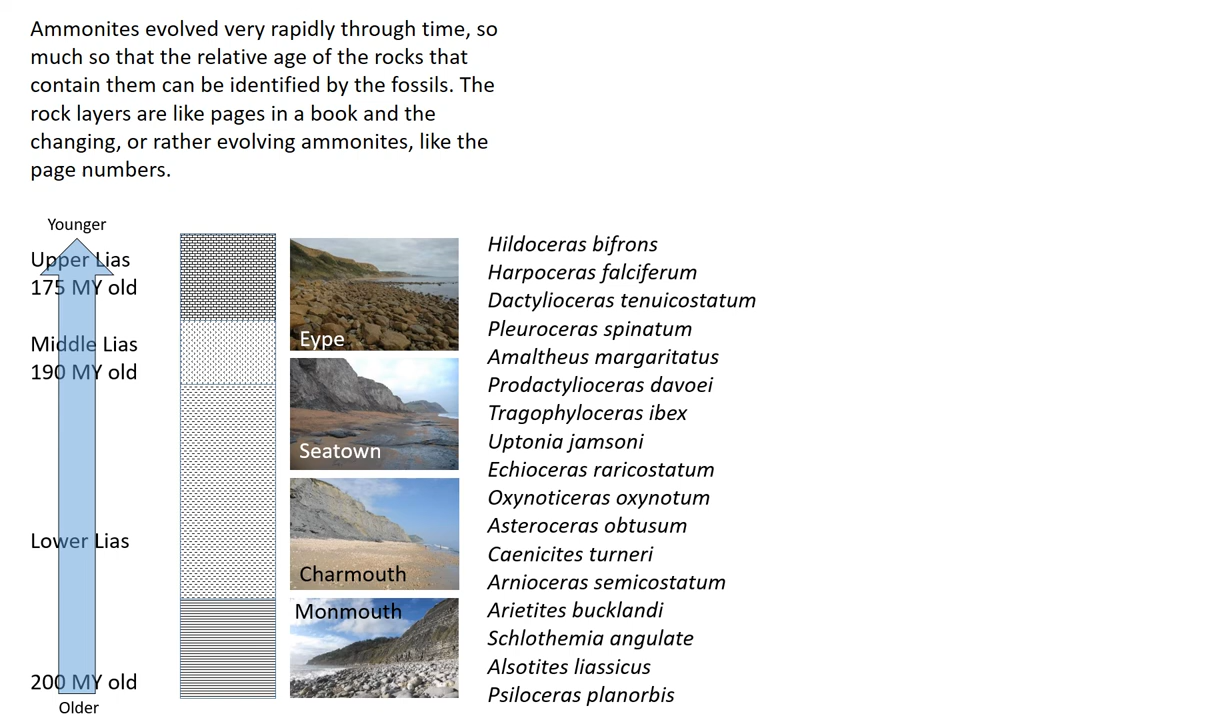 Ammonites evolved very rapidly through time, so
much so that the relative age of the rocks that
contain them can be identified by the fossils. The
rock layers are like pages in a book and the
changing, or rather evolving ammonites, like the
page numbers.
Younger
Upper Lias
175 MY old
Middle Lias
190 MY old
Lower Lias
200 MY old
Older
Eype
Seatown
Charmouth
Monmouth
Hildoceras bifrons
Harpoceras falciferum
Dactylioceras tenuicostatum
Pleuroceras spinatum
Amaltheus margaritatus
Prodactylioceras davoei
Tragophyloceras ibex
Uptonia jamsoni
Echioceras raricostatum
Oxynoticeras oxynotum
Asteroceras obtusum
Caenicites turneri
Arnioceras semicostatum
Arietites bucklandi
Schlothemia angulate
Alsotites liassicus
Psiloceras planorbis